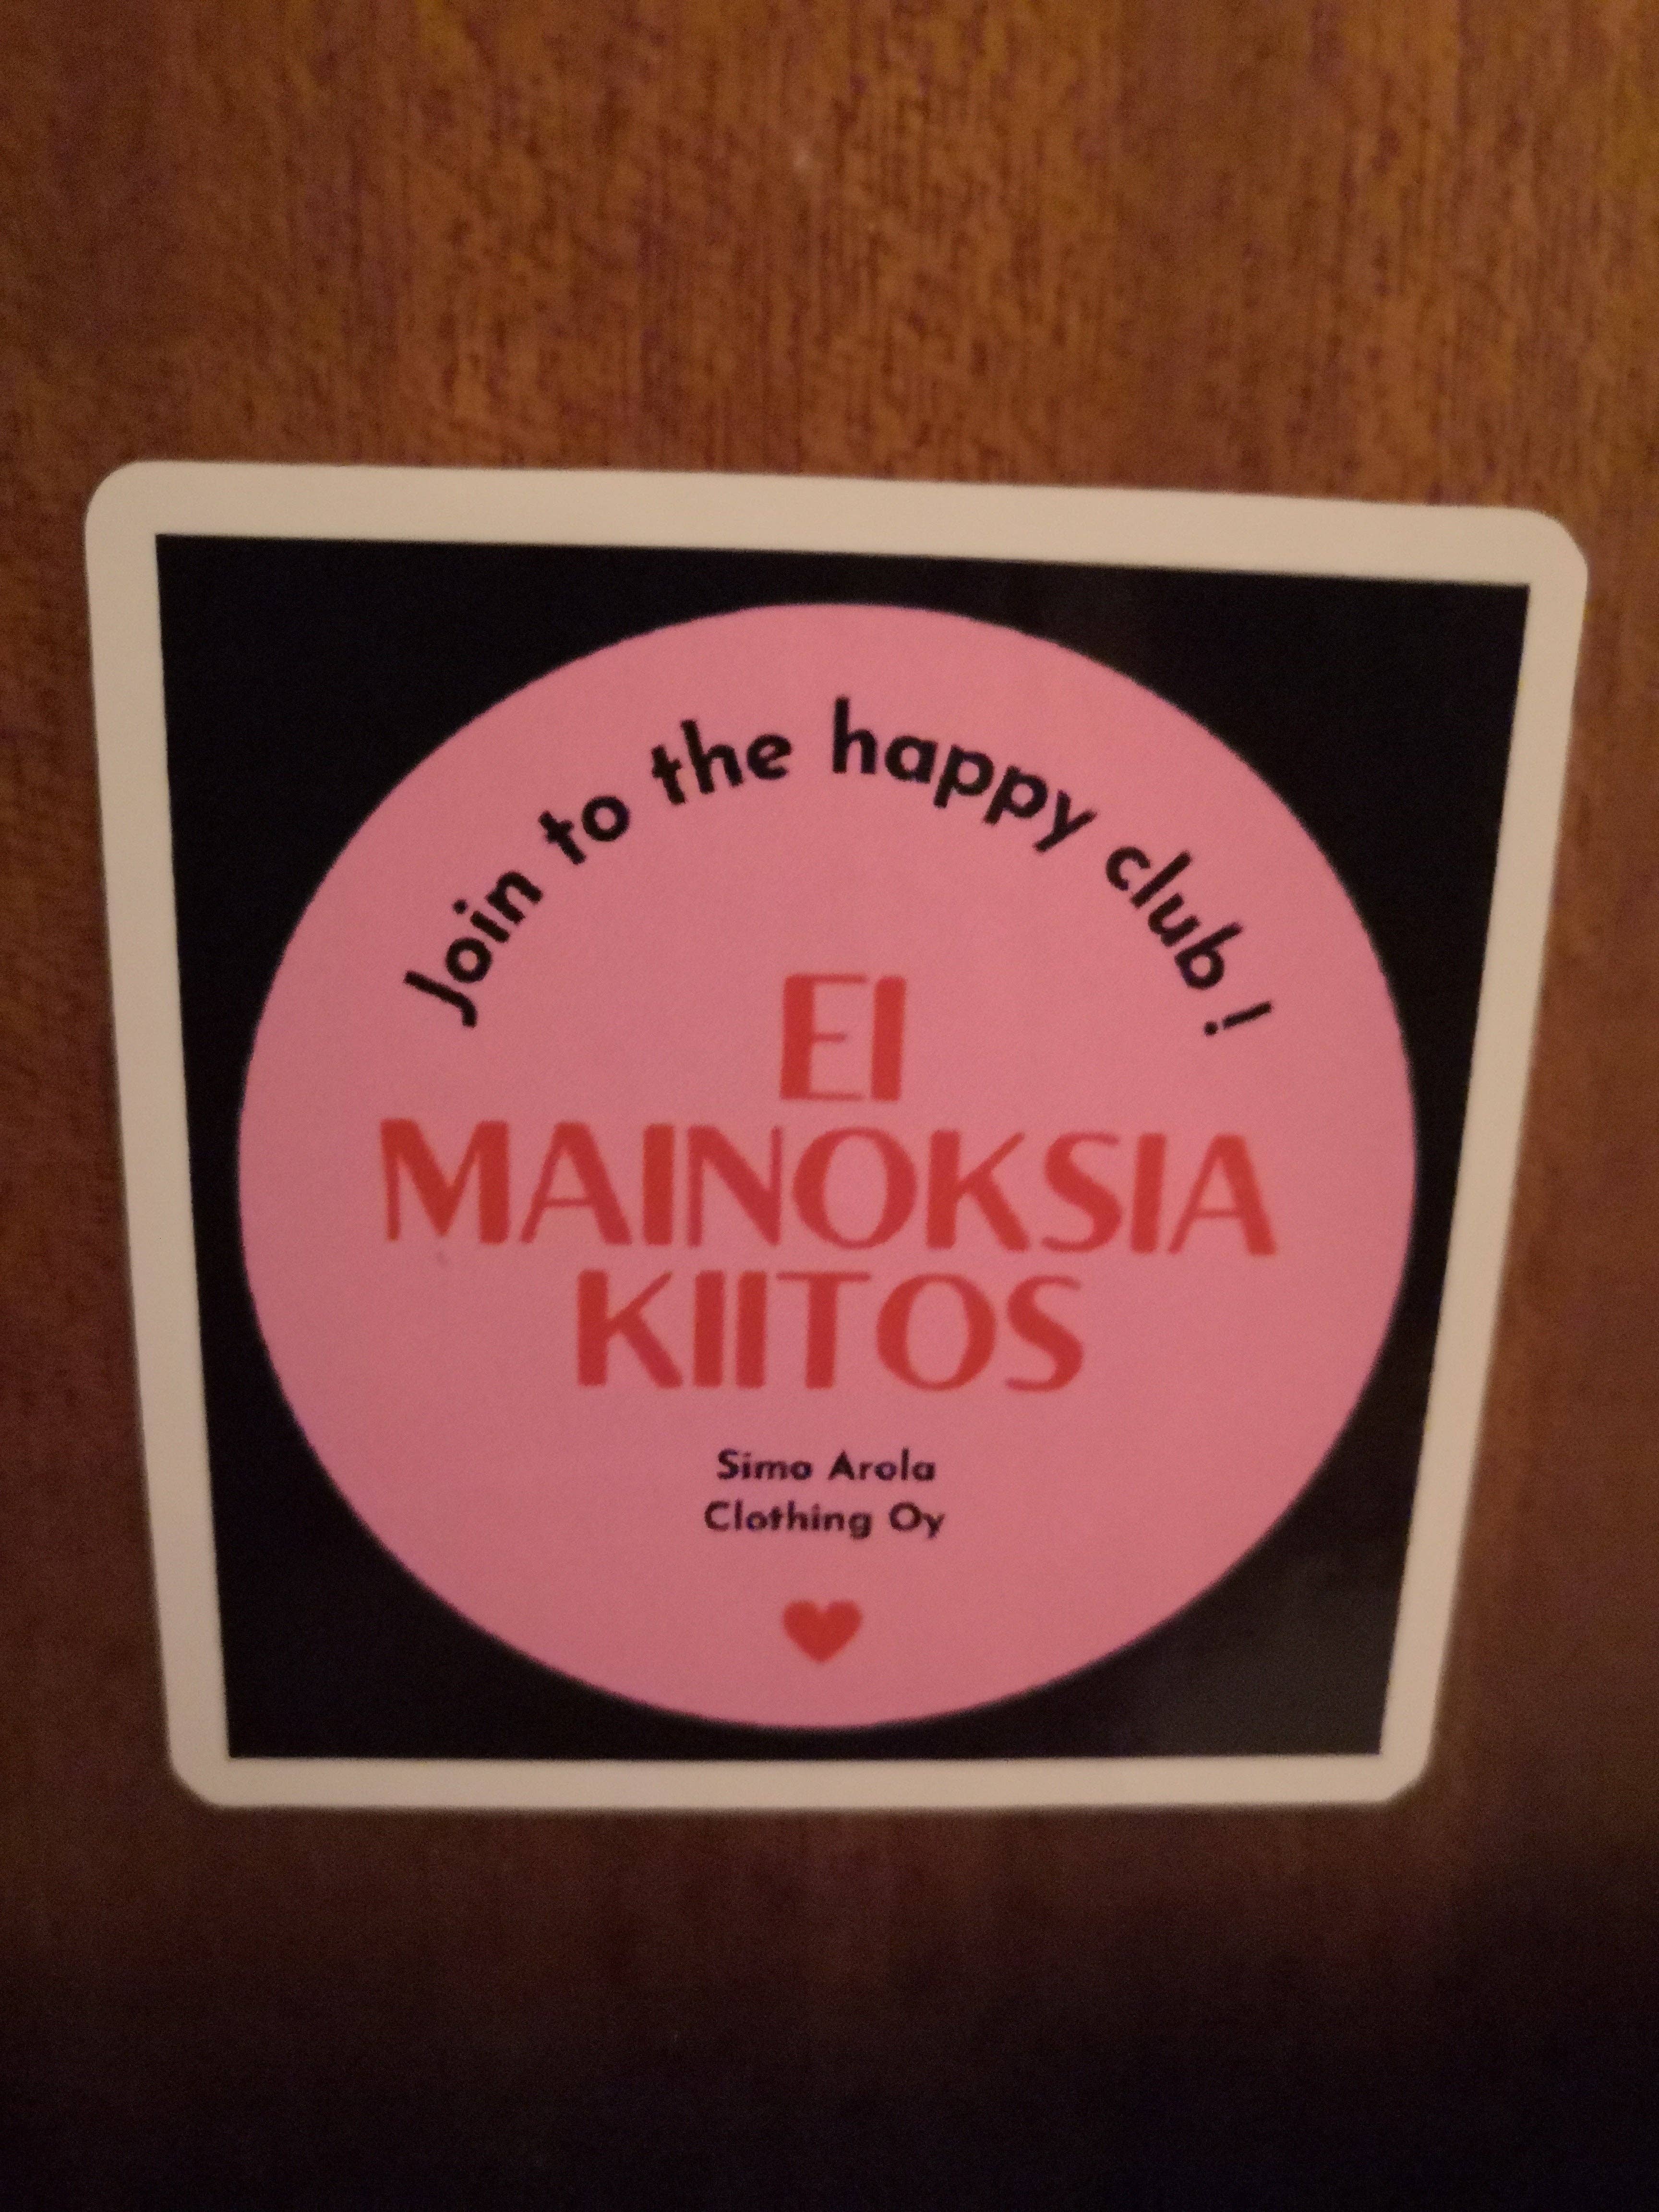 Join to the happy club!
EI
MAINOKSIA
KIITOS
Simo Arola
Clothing Oy